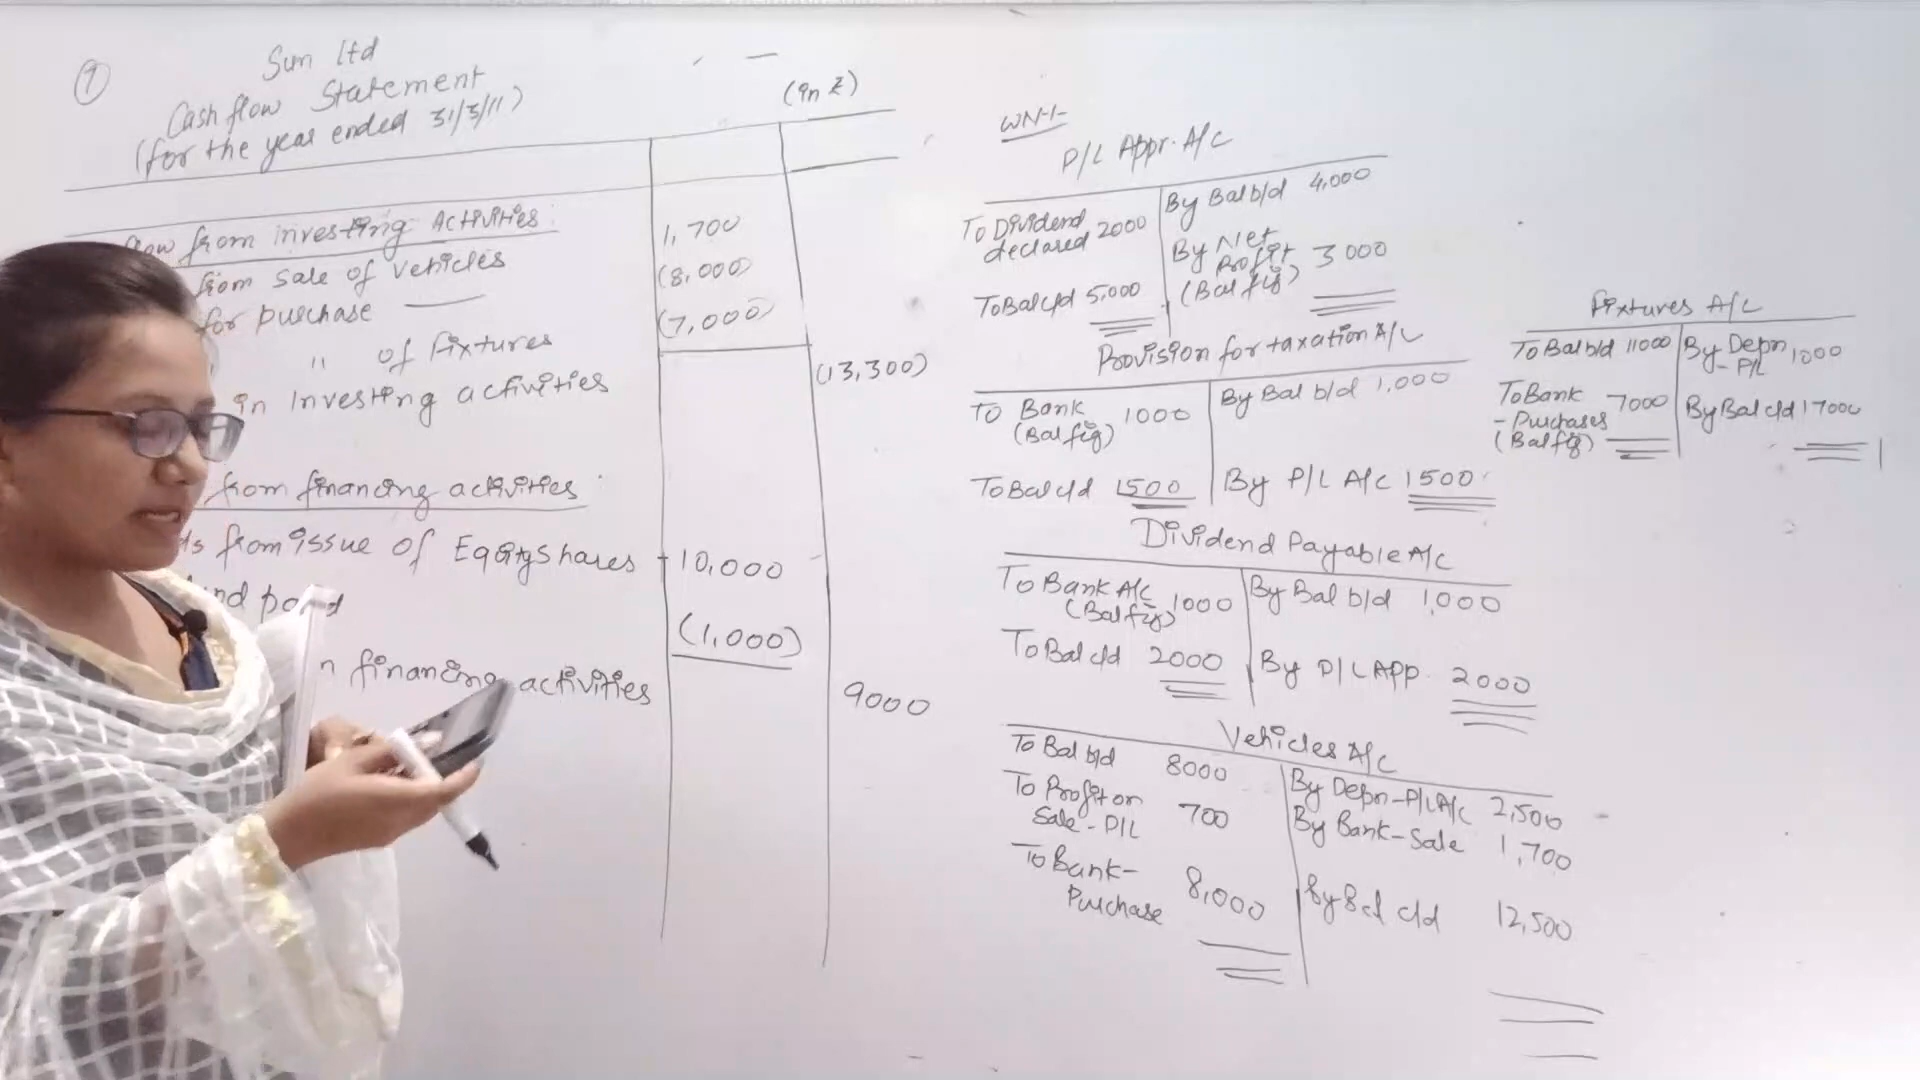 1
Sun ltd
Cash flow Statement
(for the year ended 31/3/11)
(in ₹)
flow from investing Activities:
from Sale of Vehicles 1,700
for purchase (8,000)
" of fixtures (7,000)
in Investing activities (13,300)
from financing activities
from issue of Equity Shares 10,000
(1,000)
financing activities 9000
WN-1-
P/L Appr. A/C
To Dividend declared 2000
By Bal b/d 4,000
By Net Profit (Bal fig) 3000
To Bal c/d 5,000
Provision for taxation A/C
To Bank (Bal fig) 1000
By Bal b/d 1,000
To Bal c/d 1500
By P/L A/C 1500
Dividend Payable A/C
To Bank A/C (Bal fig) 1000
By Bal b/d 1,000
To Bal c/d 2000
By P/L App. 2000
Vehicles A/C
To Bal b/d 8000
By Depn-P/L A/C 2,500
To Profit on Sale-P/L 700
By Bank-Sale 1,700
To Bank-Purchase 8,000
By Bal c/d 12,500
Fixtures A/C
To Bal b/d 11000
By Depn - P/L 1000
To Bank - Purchases (Bal fig) 7000
By Bal c/d 17000